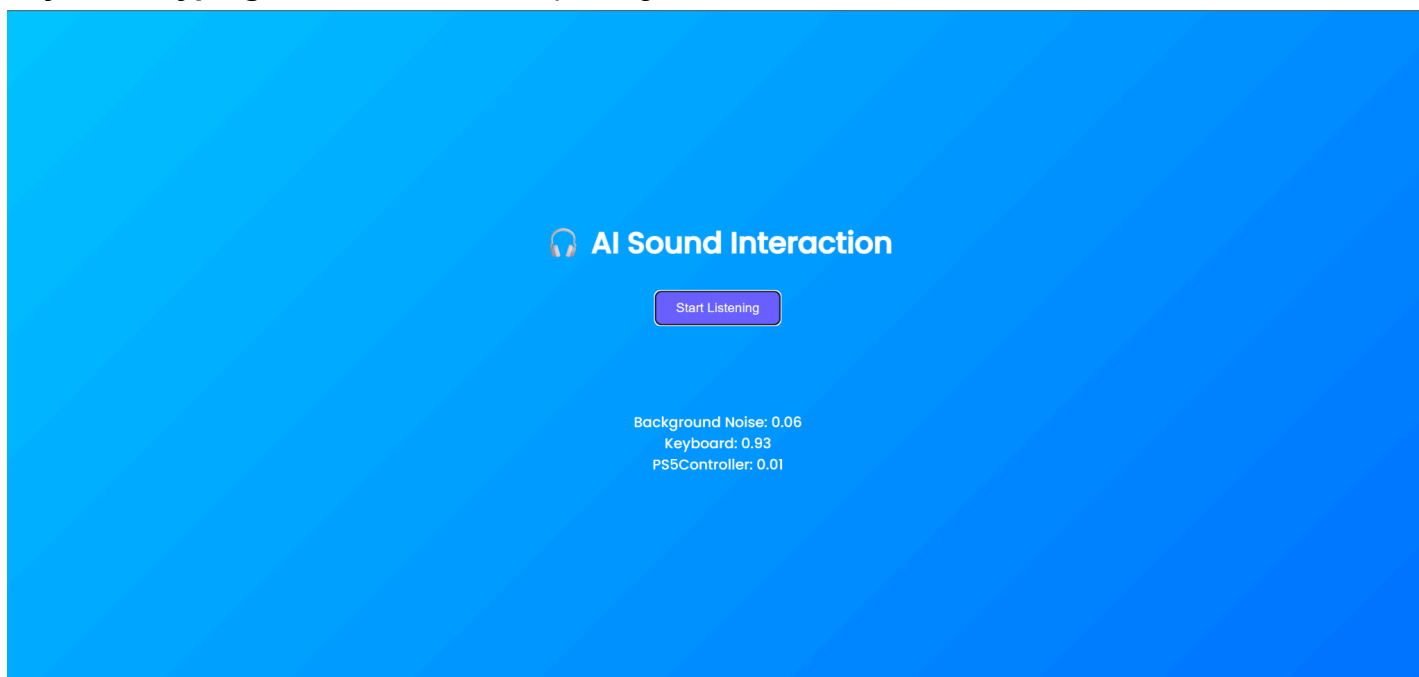 🎧 AI Sound Interaction
Start Listening
Background Noise: 0.06
Keyboard: 0.93
PS5Controller: 0.01